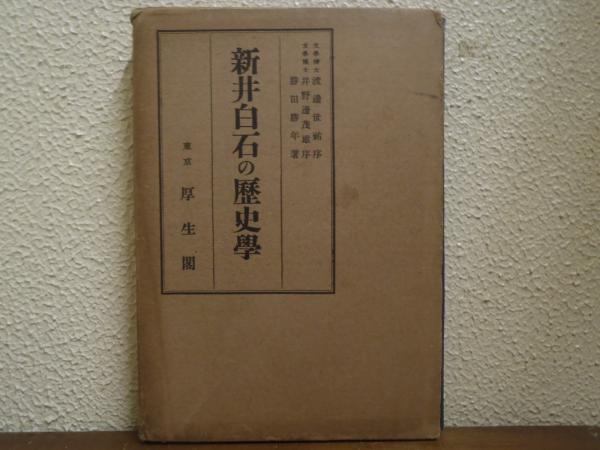 文學博士 渡邊世祐序
文學博士 井野邊茂雄序
勝田勝年著
新井白石の歷史學
東京 厚生閣